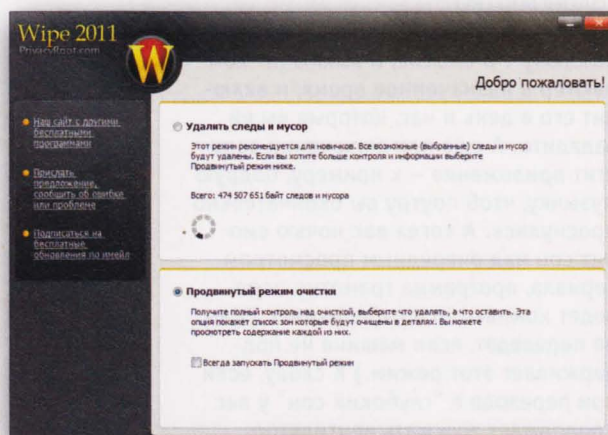 Wipe 2011
PrivacyRoot.com
W
Добро пожаловать!
Наш сайт с другими
бесплатными
программами
Прислать
предложение,
сообщить об ошибке
или проблеме
Подписаться на
бесплатные
обновления по имейл
Удалить следы и мусор
Этот режим рекомендуется для новичков. Все возможные (выбранные) следы и мусор
будут удалены. Если вы хотите больше контроля и информации выберите
Продвинутый режим ниже.
Всего: 474 507 651 байт следов и мусора
Продвинутый режим очистки
Получите полный контроль над очисткой, выберите что удалять, а что оставить. Эта
опция покажет список зон которые будут очищены в деталях. Вы можете
просмотреть содержание каждой из них.
Всегда запускать Продвинутый режим